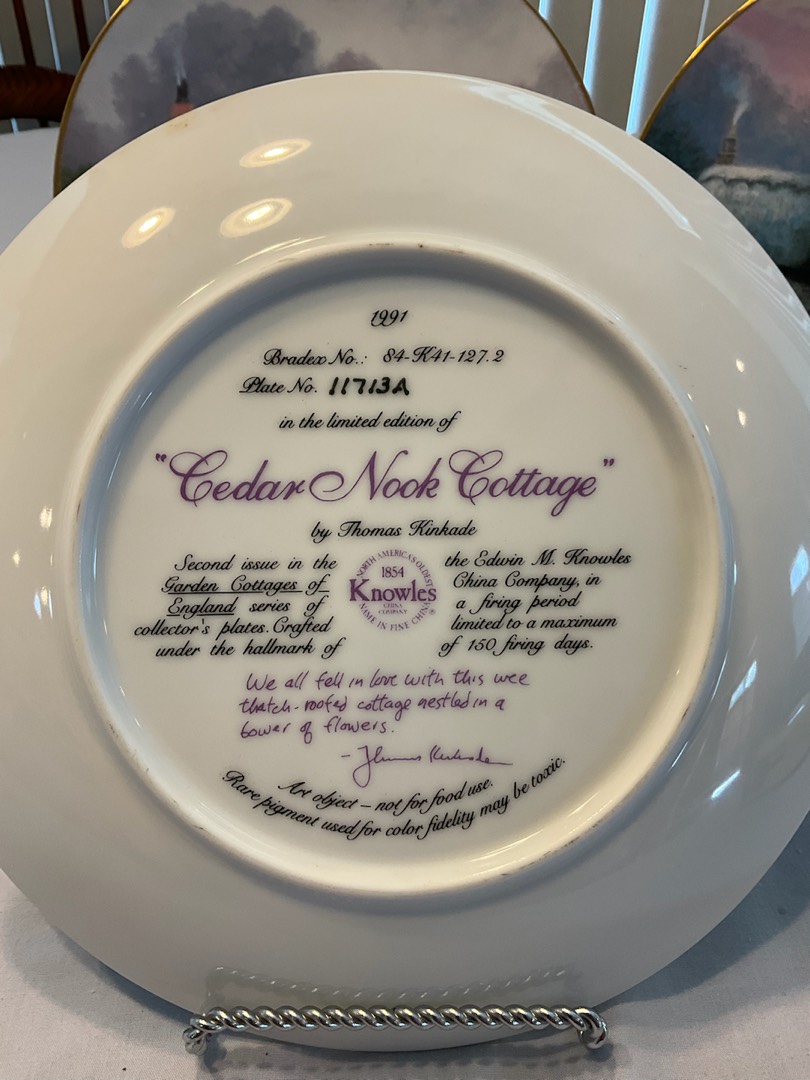 1991
Bradex No.: 84-K41-127.2
Plate No. 11713A
in the limited edition of
"Cedar Nook Cottage"
by Thomas Kinkade
Second issue in the
Garden Cottages of
England series of
collector's plates. Crafted
under the hallmark of
NORTH AMERICA'S OLDEST
1854
Knowles
CHINA
COMPANY
NAME IN FINE CHINA
®
the Edwin M. Knowles
China Company, in
a firing period
limited to a maximum
of 150 firing days.
We all fell in love with this wee
thatch-roofed cottage nestled in a
bower of flowers.
- Thomas Kinkade
Art object – not for food use.
Rare pigment used for color fidelity may be toxic.